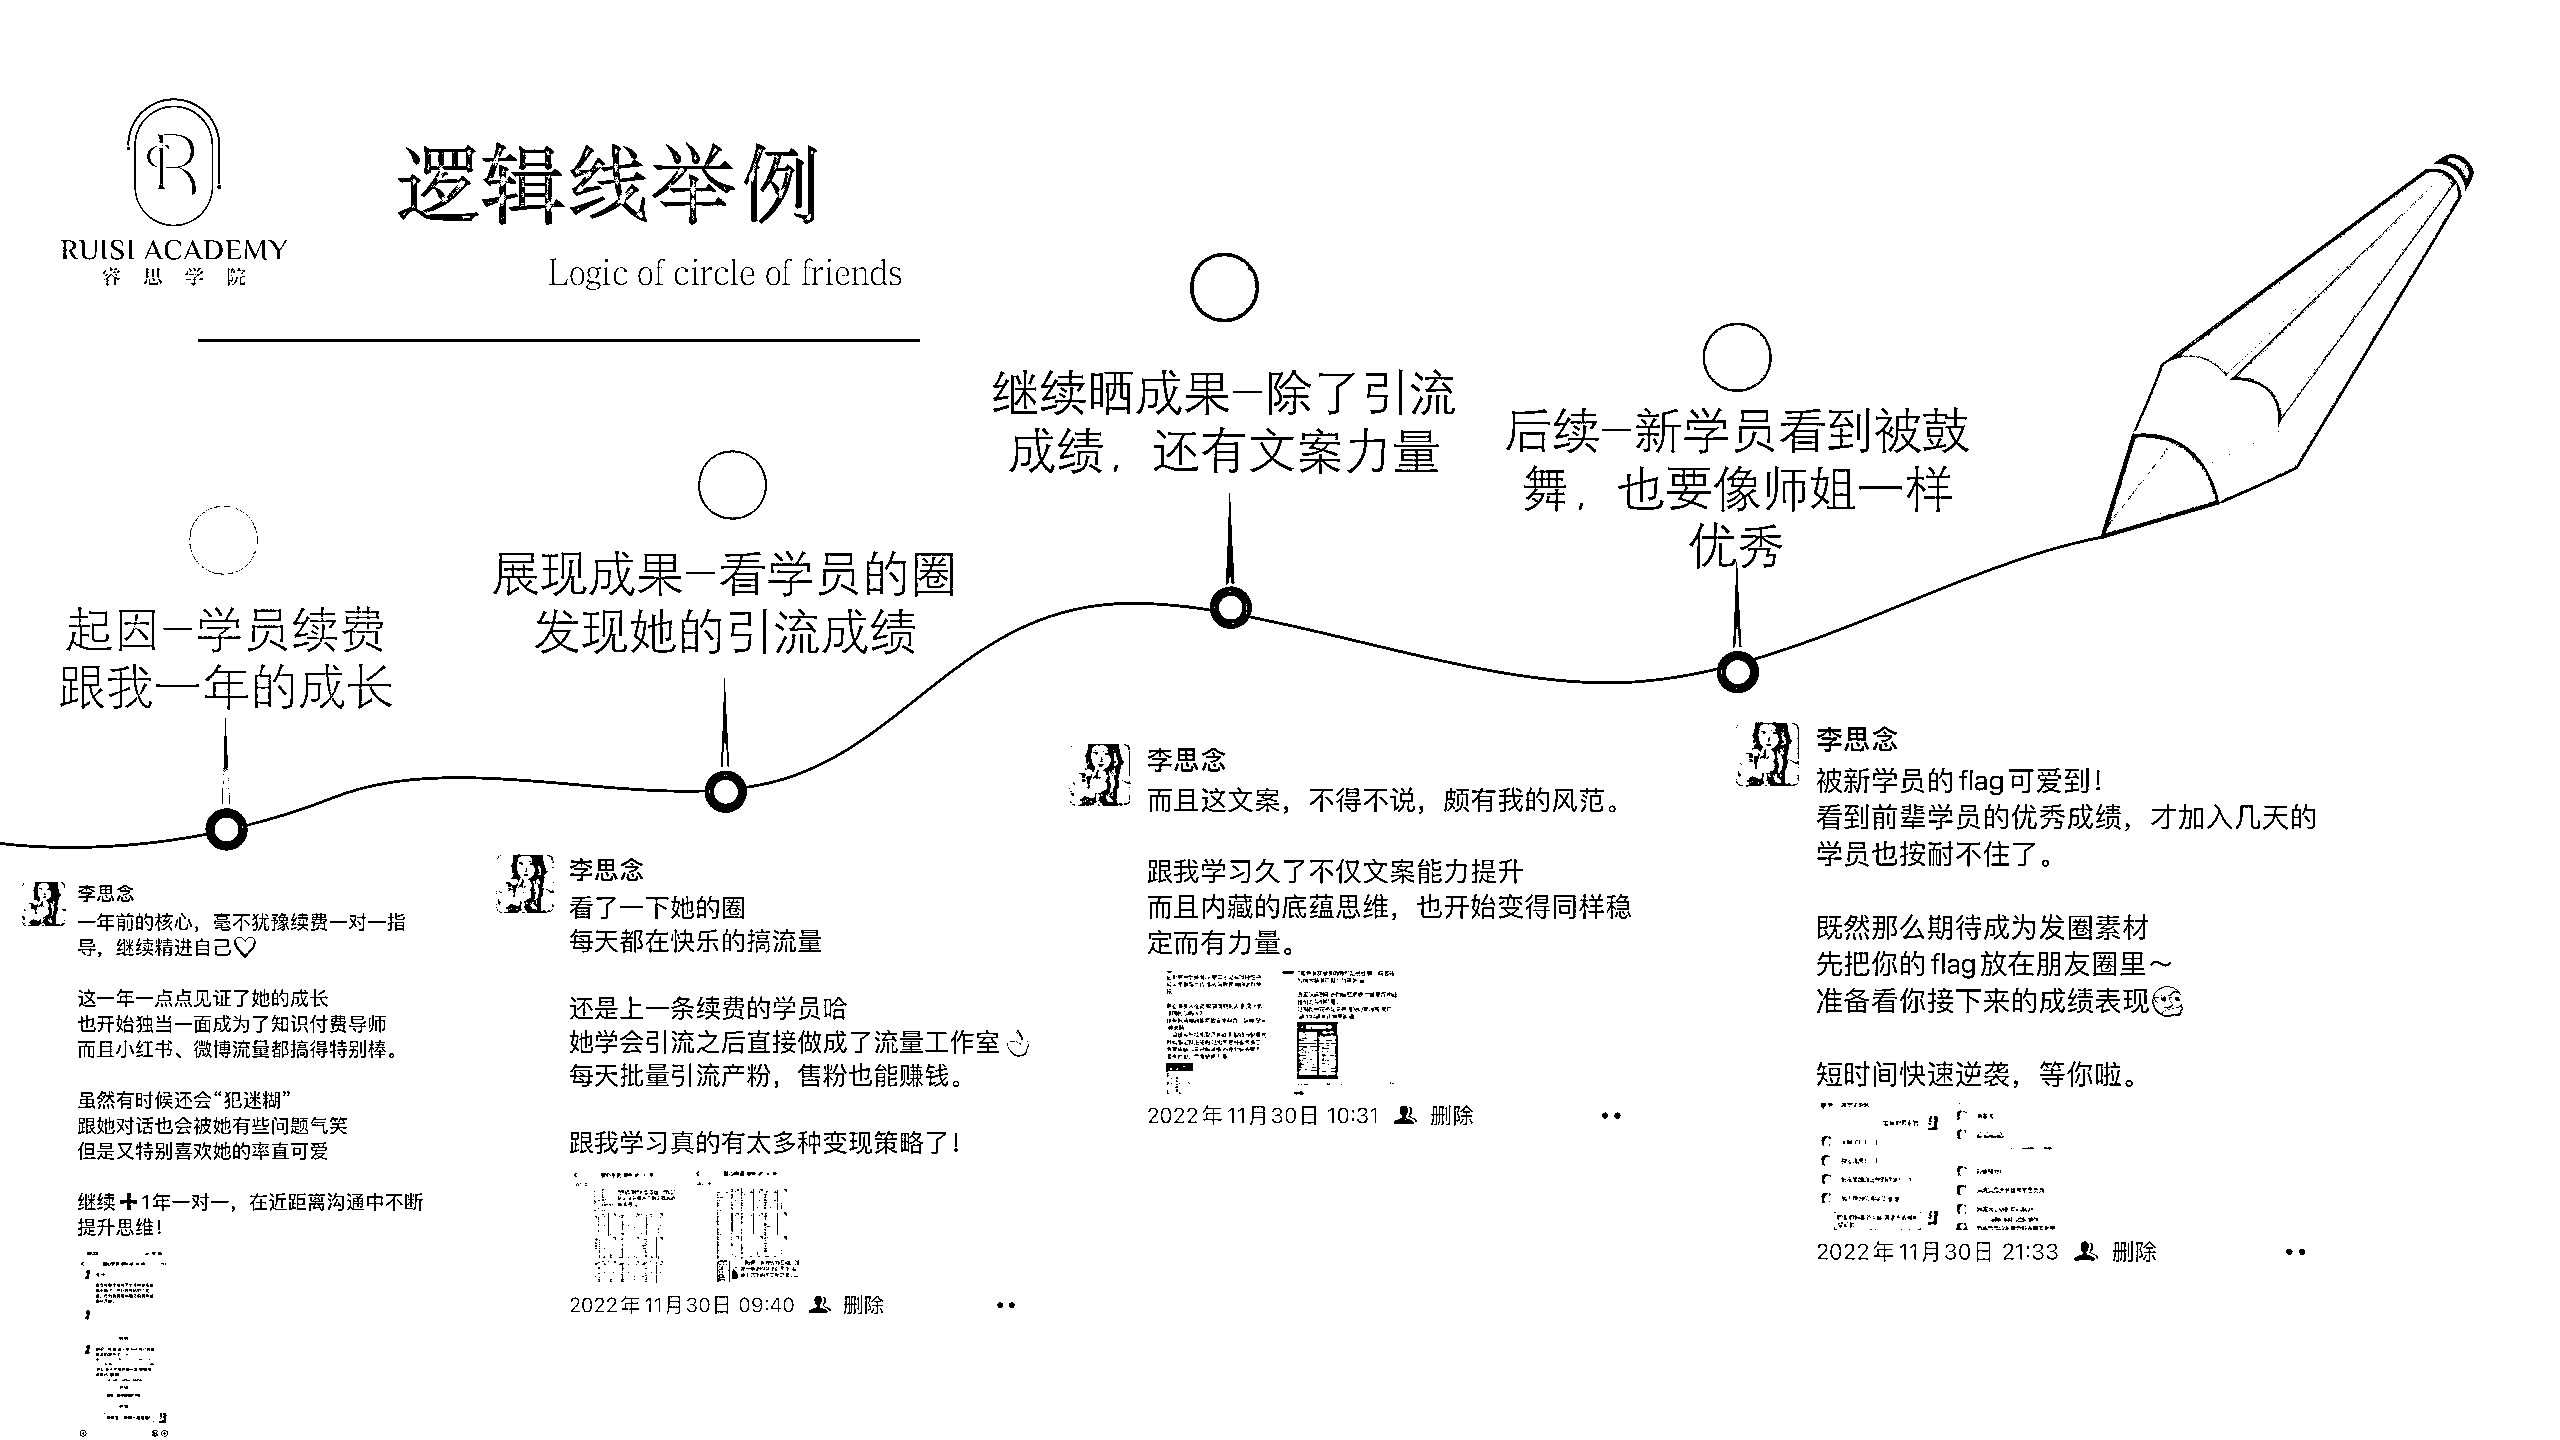 RUISI ACADEMY
睿思学院
逻辑线举例
Logic of circle of friends
起因-学员续费
跟我一年的成长
展现成果-看学员的圈
发现她的引流成绩
继续晒成果-除了引流
成绩，还有文案力量
后续-新学员看到被鼓
舞，也要像师姐一样
优秀
李思念
一年前的核心，毫不犹豫续费一对一指
导，继续精进自己♡
这一年一点点见证了她的成长
也开始独当一面成为了知识付费导师
而且小红书、微博流量都搞得特别棒。
虽然有时候还会“犯迷糊”
跟她对话也会被她有些问题气笑
但是又特别喜欢她的率直可爱
继续➕1年一对一，在近距离沟通中不断
提升思维！
李思念
看了一下她的圈
每天都在快乐的搞流量
还是上一条续费的学员哈
她学会引流之后直接做成了流量工作室👌
每天批量引流产粉，售粉也能赚钱。
跟我学习真的有太多种变现策略了！
2022年11月30日 09:40 删除
李思念
而且这文案，不得不说，颇有我的风范。
跟我学习久了不仅文案能力提升
而且内藏的底蕴思维，也开始变得同样稳
定而有力量。
2022年11月30日 10:31 删除
李思念
被新学员的flag可爱到！
看到前辈学员的优秀成绩，才加入几天的
学员也按耐不住了。
既然那么期待成为发圈素材
先把你的flag放在朋友圈里～
准备看你接下来的成绩表现
短时间快速逆袭，等你啦。
2022年11月30日 21:33 删除